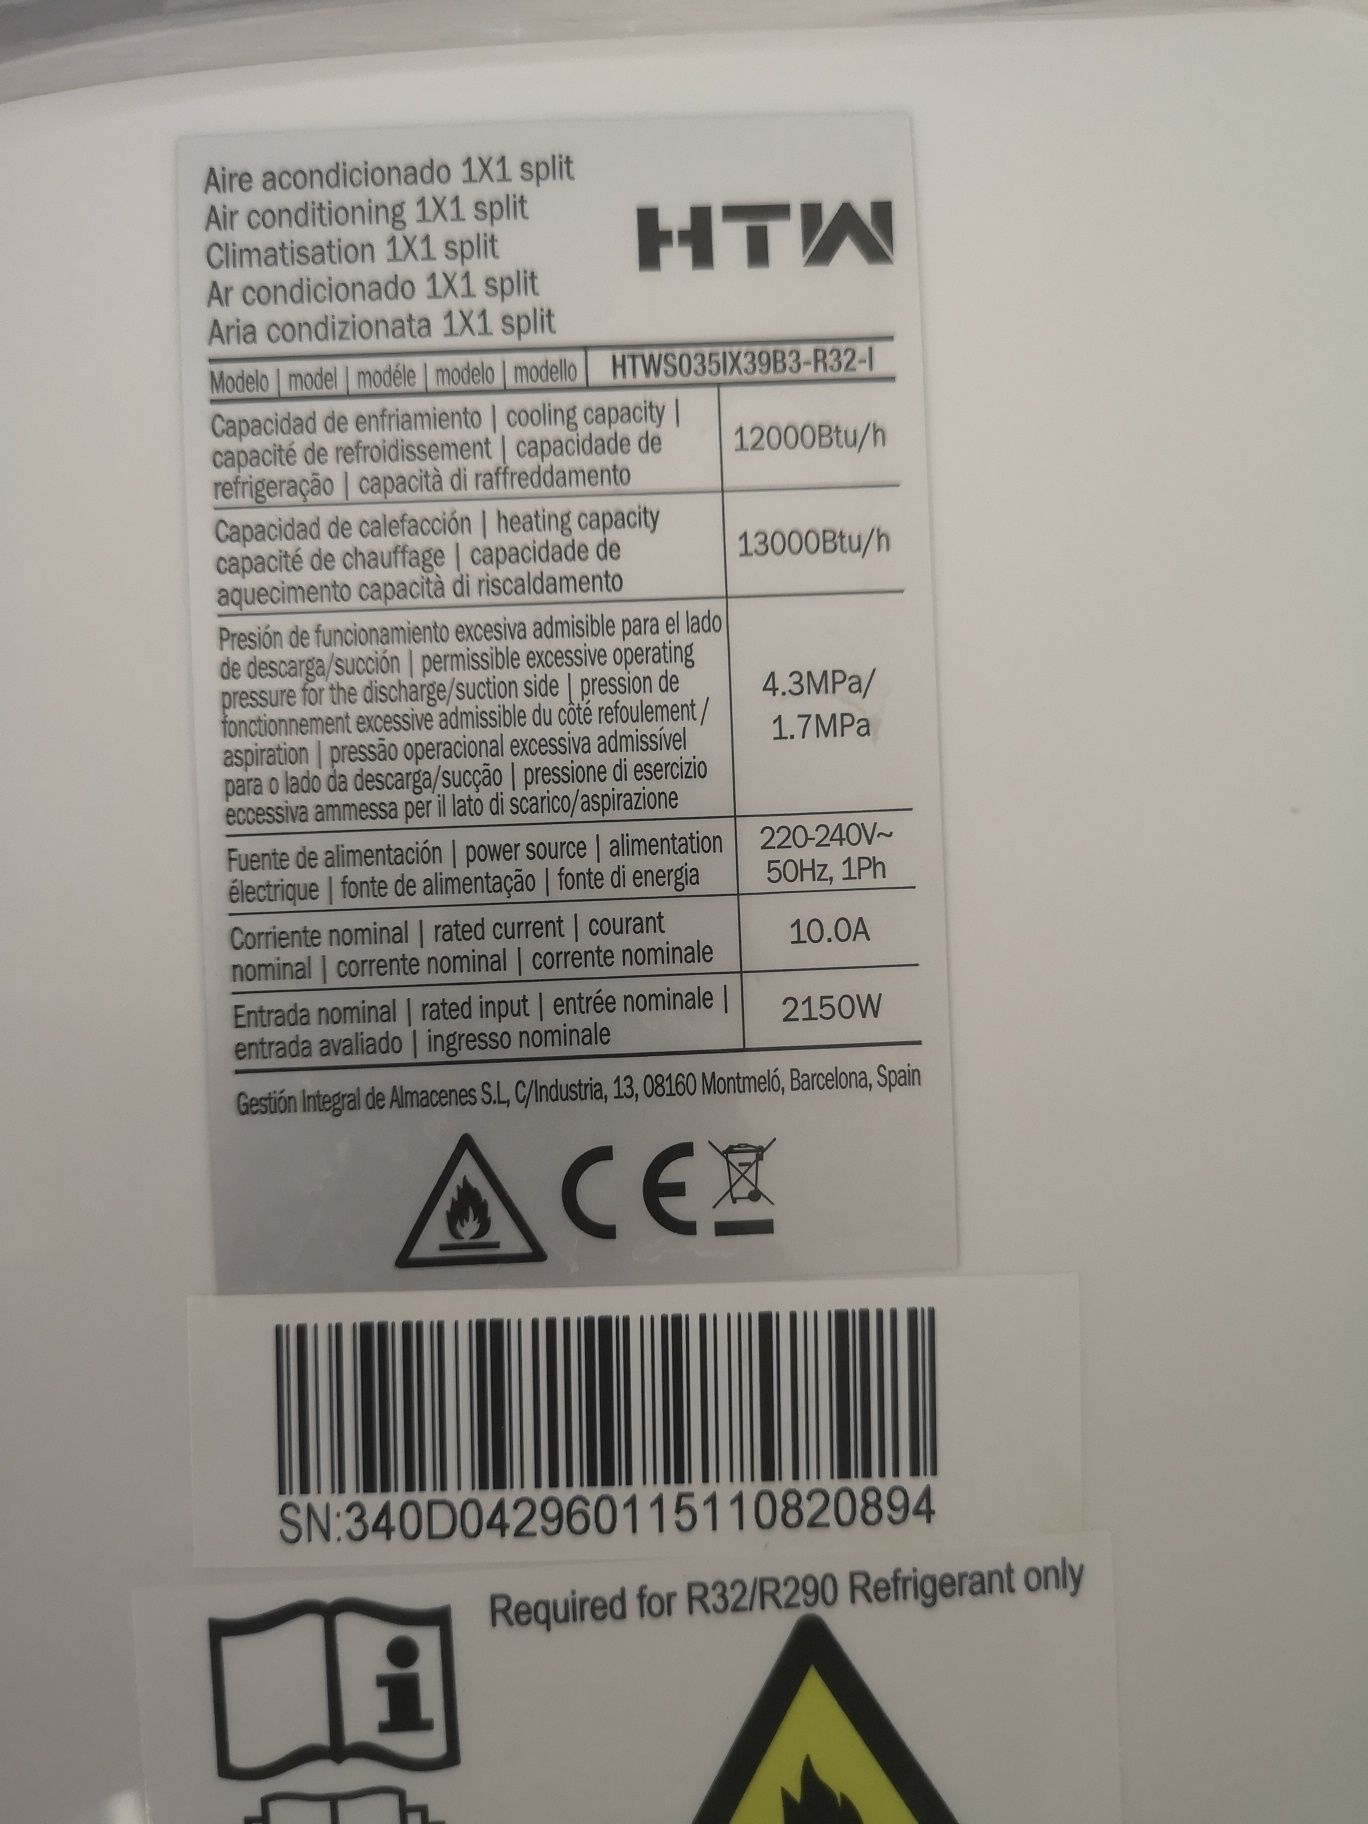 Aire acondicionado 1X1 split
Air conditioning 1X1 split
Climatisation 1X1 split
Ar condicionado 1X1 split
Aria condizionata 1X1 split
HTW
Modelo | model | modéle | modelo | modello
HTWS035IX39B3-R32-I
Capacidad de enfriamiento | cooling capacity |
capacité de refroidissement | capacidade de
refrigeração | capacità di raffreddamento
12000Btu/h
Capacidad de calefacción | heating capacity
capacité de chauffage | capacidade de
aquecimento capacità di riscaldamento
13000Btu/h
Presión de funcionamiento excesiva admisible para el lado
de descarga/succión | permissible excessive operating
pressure for the discharge/suction side | pression de
fonctionnement excessive admissible du côté refoulement /
aspiration | pressão operacional excessiva admissível
para o lado da descarga/sucção | pressione di esercizio
eccessiva ammessa per il lato di scarico/aspirazione
4.3MPa/
1.7MPa
Fuente de alimentación | power source | alimentation
électrique | fonte de alimentação | fonte di energia
220-240V~
50Hz, 1Ph
Corriente nominal | rated current | courant
nominal | corrente nominal | corrente nominale
10.0A
Entrada nominal | rated input | entrée nominale |
entrada avaliado | ingresso nominale
2150W
Gestión Integral de Almacenes S.L, C/Industria, 13, 08160 Montmeló, Barcelona, Spain
CE
SN:340D042960115110820894
Required for R32/R290 Refrigerant only